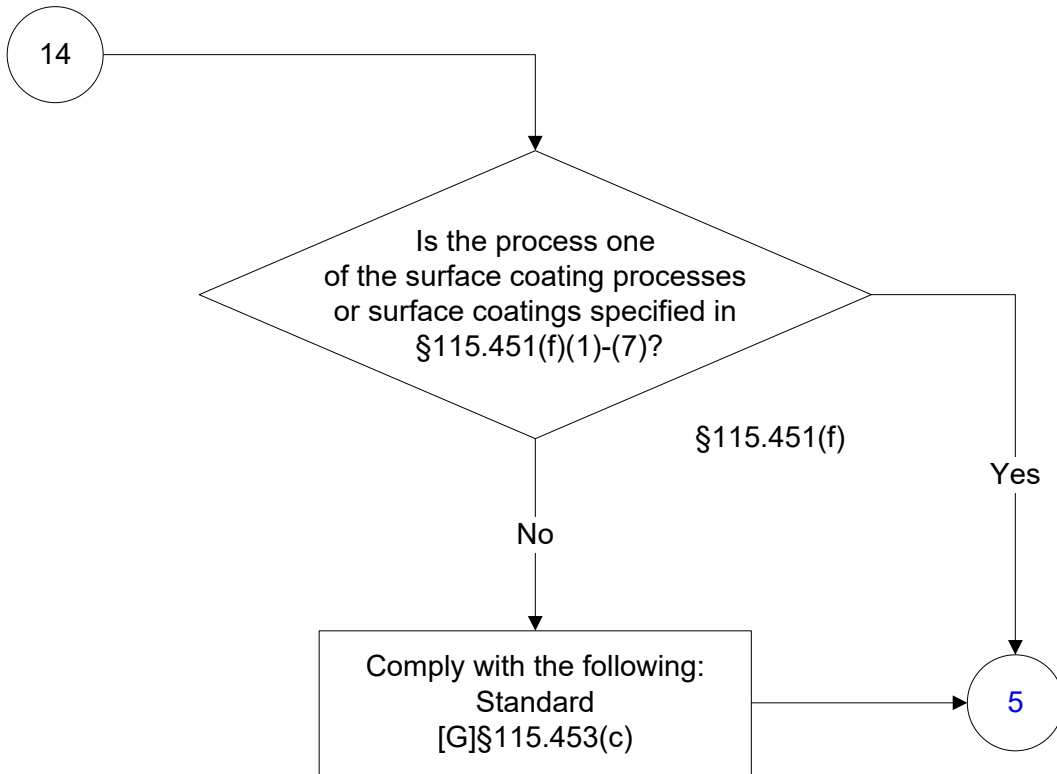 14
Is the process one
of the surface coating processes
or surface coatings specified in
§115.451(f)(1)-(7)?
§115.451(f)
Yes
No
Comply with the following:
Standard
[G]§115.453(c)
5